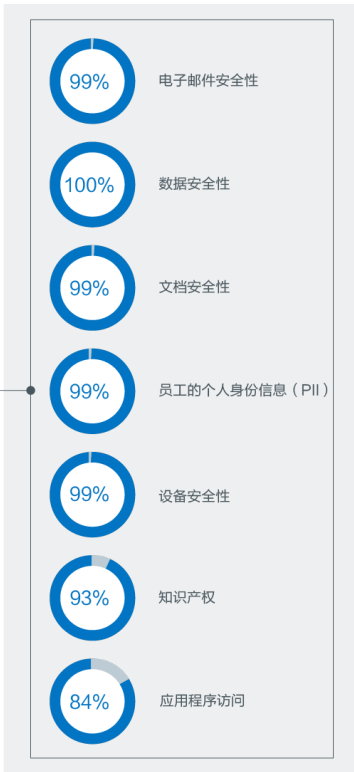 99% 电子邮件安全性
100% 数据安全性
99% 文档安全性
99% 员工的个人身份信息（PII）
99% 设备安全性
93% 知识产权
84% 应用程序访问